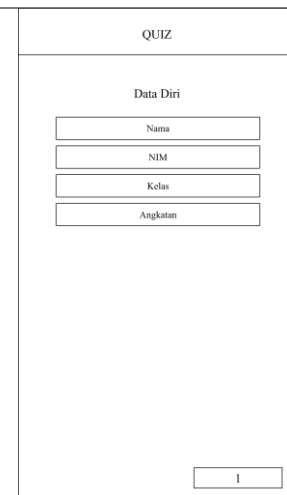 QUIZ
Data Diri
Nama
NIM
Kelas
Angkatan
1